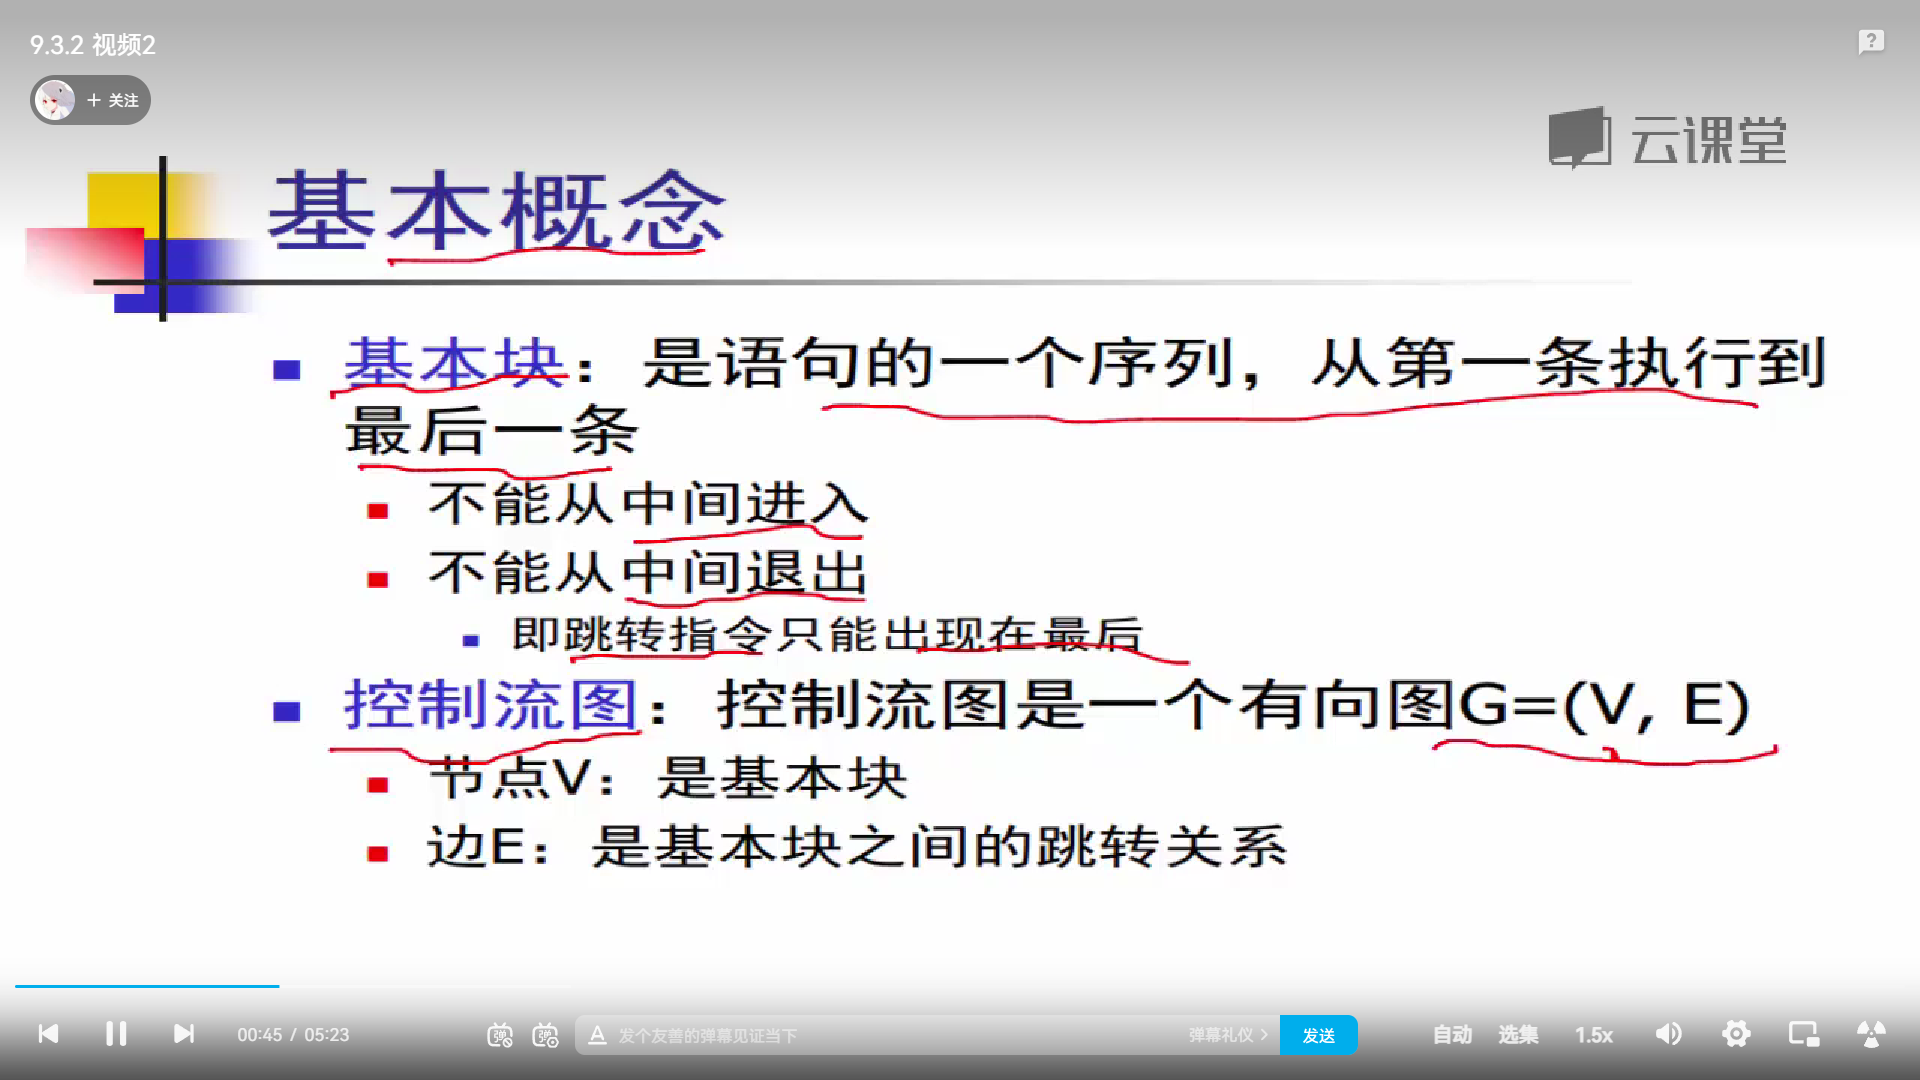 9.3.2 视频2
+ 关注
云课堂
基本概念
基本块：是语句的一个序列，从第一条执行到
最后一条
不能从中间进入
不能从中间退出
即跳转指令只能出现在最后
控制流图：控制流图是一个有向图G=(V, E)
节点V：是基本块
边E：是基本块之间的跳转关系
00:45 / 05:23
弹
弹
A
发个友善的弹幕见证当下
弹幕礼仪 >
发送
自动
选集
1.5x